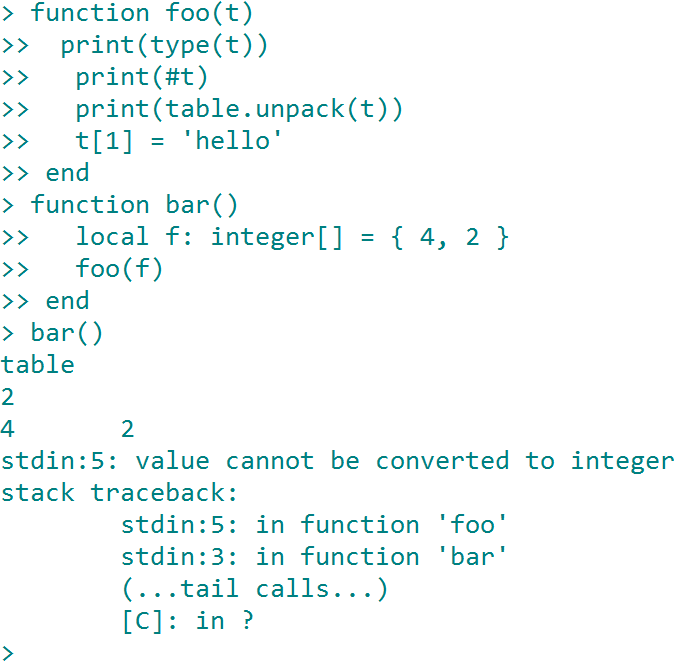 > function foo(t)
>>  print(type(t))
>>   print(#t)
>>   print(table.unpack(t))
>>   t[1] = 'hello'
>> end
> function bar()
>>   local f: integer[] = { 4, 2 }
>>   foo(f)
>> end
> bar()
table
2
4       2
stdin:5: value cannot be converted to integer
stack traceback:
        stdin:5: in function 'foo'
        stdin:3: in function 'bar'
        (...tail calls...)
        [C]: in ?
>